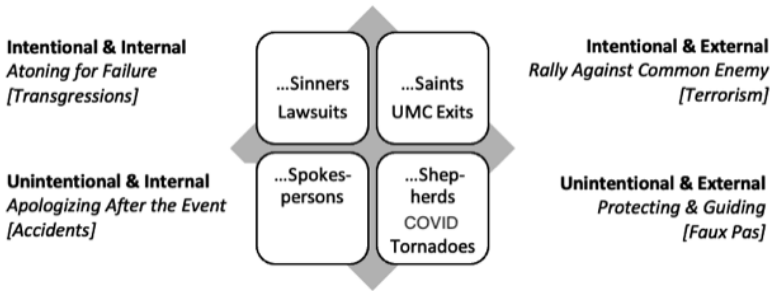 Intentional & Internal
Atoning for Failure
[Transgressions]
...Sinners
Lawsuits
...Saints
UMC Exits
Intentional & External
Rally Against Common Enemy
[Terrorism]
Unintentional & Internal
Apologizing After the Event
[Accidents]
...Spokes-
persons
...Shep-
herds
COVID
Tornadoes
Unintentional & External
Protecting & Guiding
[Faux Pas]